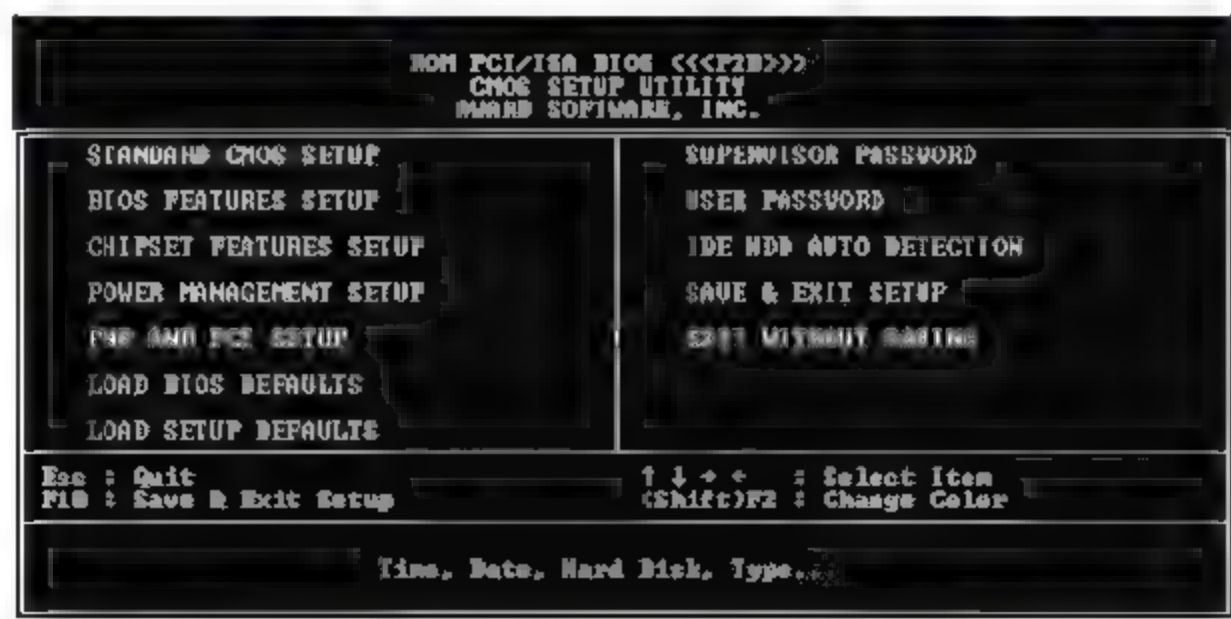 ROM PCI/ISA BIOS <<<P2B>>>
CMOS SETUP UTILITY
AWARD SOFTWARE, INC.
STANDARD CMOS SETUP
BIOS FEATURES SETUP
CHIPSET FEATURES SETUP
POWER MANAGEMENT SETUP
PNP AND PCI SETUP
LOAD BIOS DEFAULTS
LOAD SETUP DEFAULTS
SUPERVISOR PASSWORD
USER PASSWORD
IDE HDD AUTO DETECTION
SAVE & EXIT SETUP
EXIT WITHOUT SAVING
Esc : Quit
F10 : Save & Exit Setup
↑ ↓ → ← : Select Item
(Shift)F2 : Change Color
Time, Date, Hard Disk, Type...